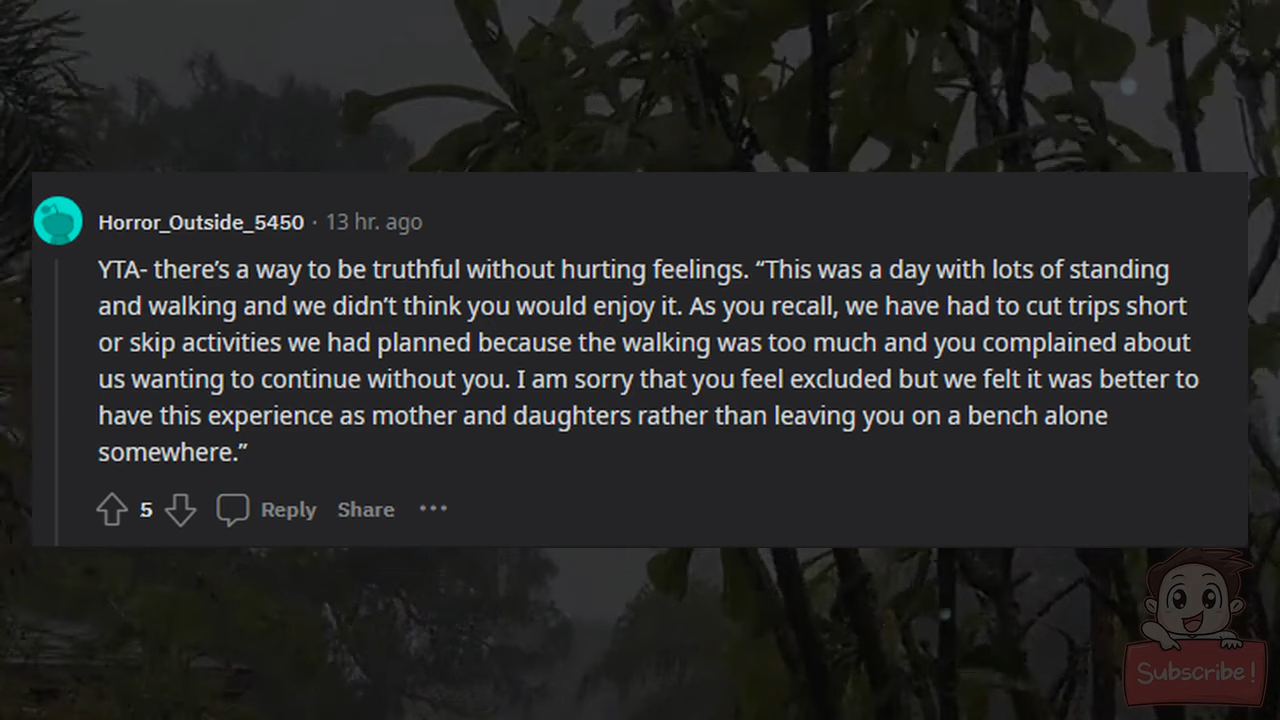 Horror_Outside_5450 · 13 hr. ago
YTA- there’s a way to be truthful without hurting feelings. “This was a day with lots of standing
and walking and we didn’t think you would enjoy it. As you recall, we have had to cut trips short
or skip activities we had planned because the walking was too much and you complained about
us wanting to continue without you. I am sorry that you feel excluded but we felt it was better to
have this experience as mother and daughters rather than leaving you on a bench alone
somewhere.”
5 Reply Share ···
Subscribe!